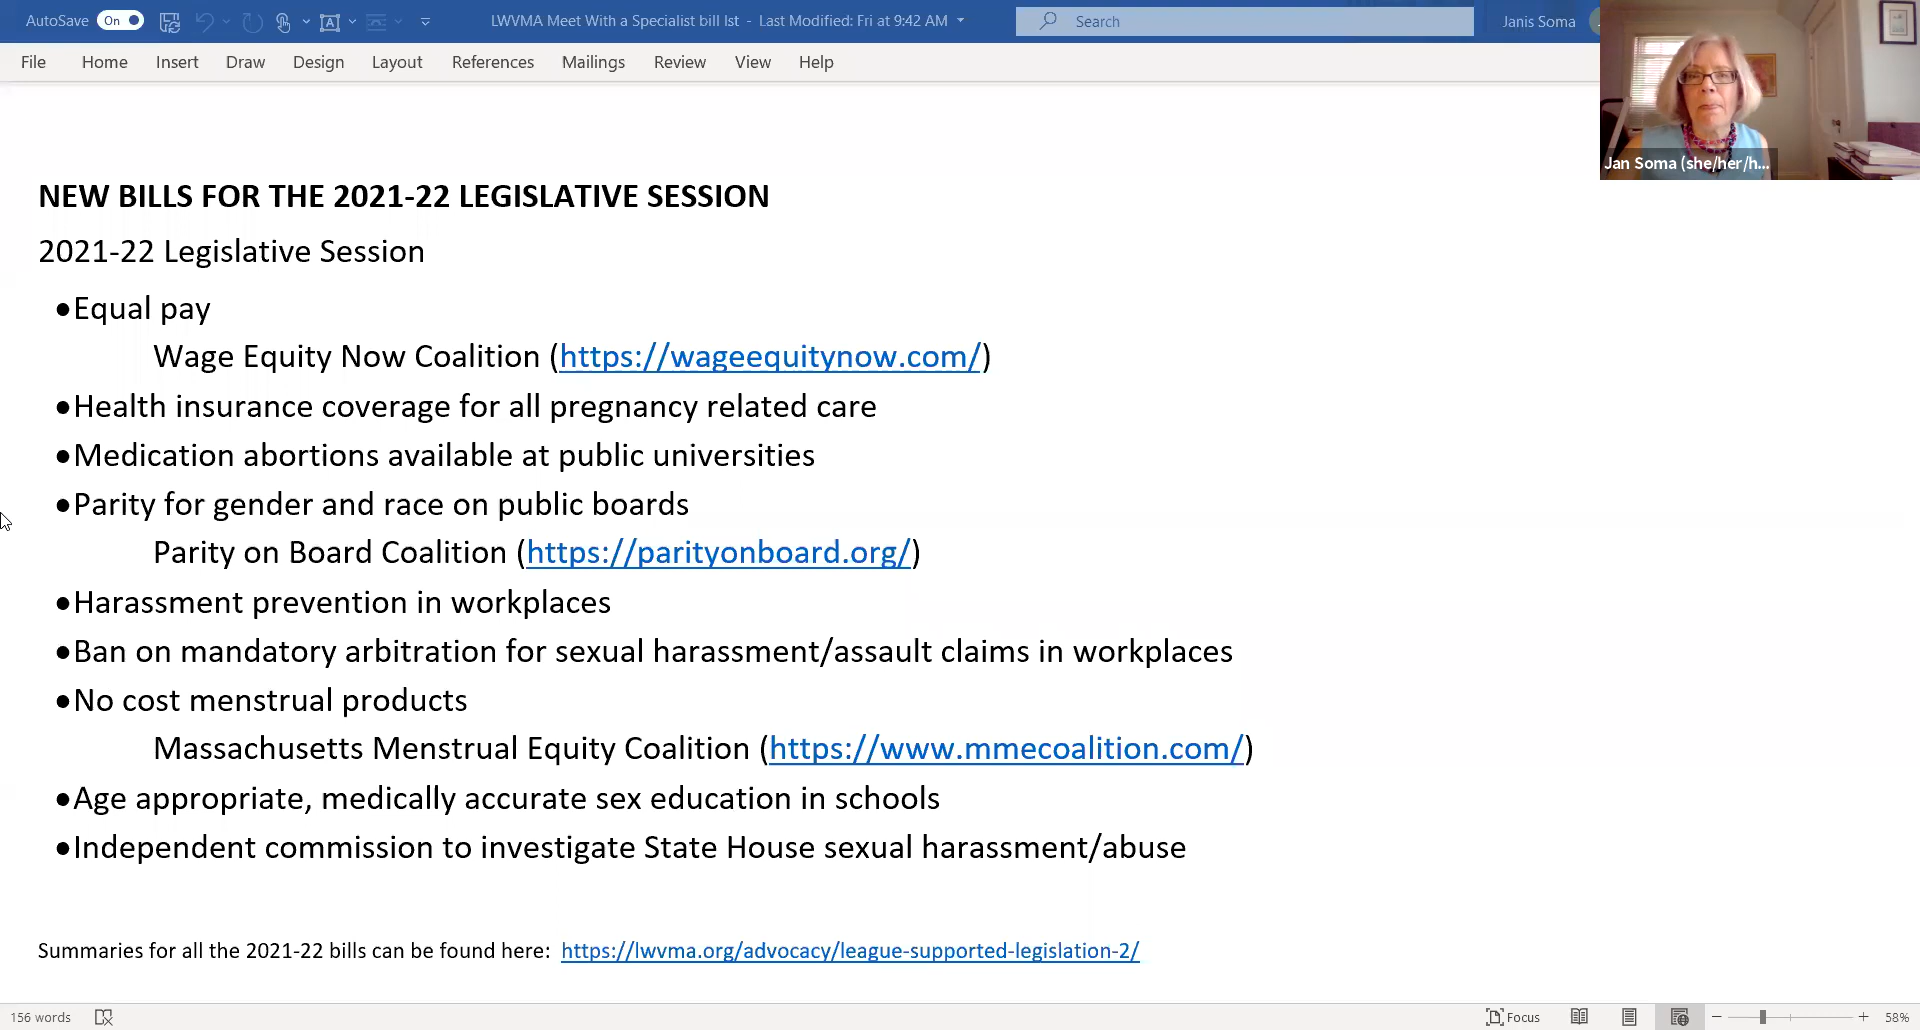 AutoSave On LWVMA Meet With a Specialist bill lst - Last Modified: Fri at 9:42 AM Search Janis Soma
File Home Insert Draw Design Layout References Mailings Review View Help
Jan Soma (she/her/h...
NEW BILLS FOR THE 2021-22 LEGISLATIVE SESSION
2021-22 Legislative Session
•Equal pay
Wage Equity Now Coalition (https://wageequitynow.com/)
•Health insurance coverage for all pregnancy related care
•Medication abortions available at public universities
•Parity for gender and race on public boards
Parity on Board Coalition (https://parityonboard.org/)
•Harassment prevention in workplaces
•Ban on mandatory arbitration for sexual harassment/assault claims in workplaces
•No cost menstrual products
Massachusetts Menstrual Equity Coalition (https://www.mmecoalition.com/)
•Age appropriate, medically accurate sex education in schools
•Independent commission to investigate State House sexual harassment/abuse
Summaries for all the 2021-22 bills can be found here: https://lwvma.org/advocacy/league-supported-legislation-2/
156 words Focus 58%